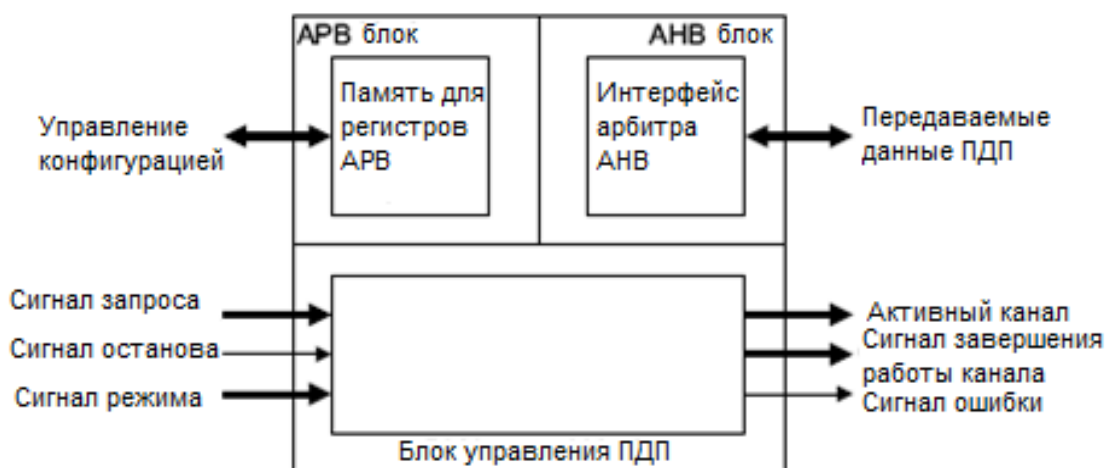 APB блок
AHB блок
Память для
регистров
APB
Интерфейс
арбитра
AHB
Управление
конфигурацией
Передаваемые
данные ПДП
Сигнал запроса
Сигнал останова
Сигнал режима
Активный канал
Сигнал завершения
работы канала
Сигнал ошибки
Блок управления ПДП